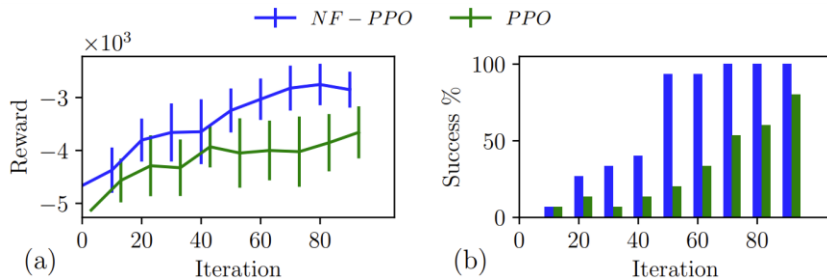 NF − PPO
PPO
×10³
Reward
−3
−4
−5
0 20 40 60 80
Iteration
(a)
Success %
100
50
0
0 20 40 60 80
Iteration
(b)